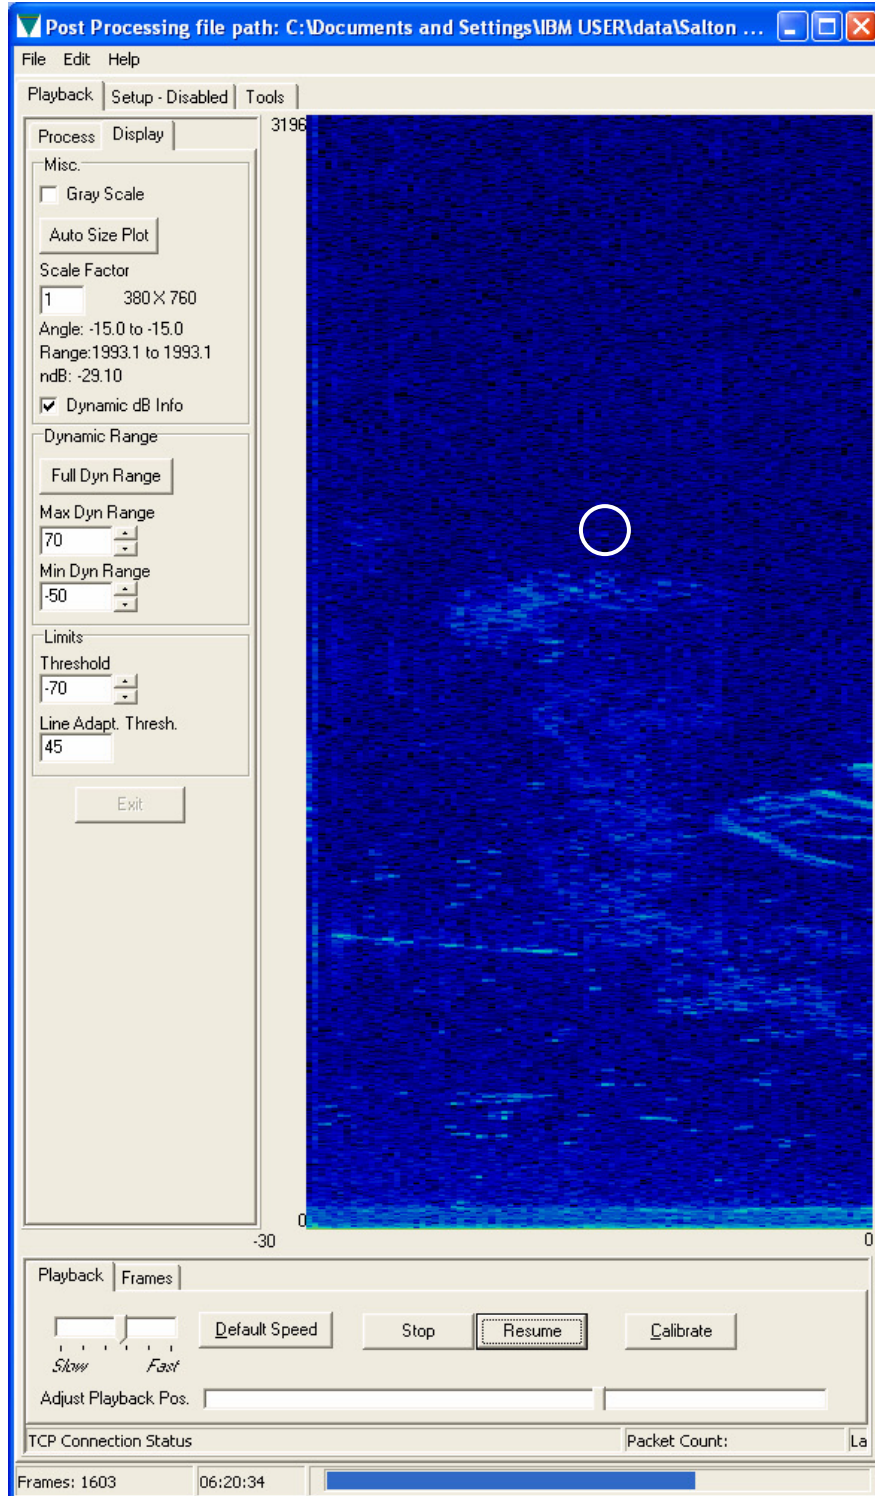 Post Processing file path: C:\Documents and Settings\IBM USER\data\Salton ...
File Edit Help
Playback Setup - Disabled Tools
Process Display
3196
Misc.
Gray Scale
Auto Size Plot
Scale Factor
1 380 X 760
Angle: -15.0 to -15.0
Range:1993.1 to 1993.1
ndB: -29.10
Dynamic dB Info
Dynamic Range
Full Dyn Range
Max Dyn Range
70
Min Dyn Range
-50
Limits
Threshold
-70
Line Adapt. Thresh.
45
Exit
0
-30 0
Playback Frames
Default Speed Stop Resume Calibrate
Slow Fast
Adjust Playback Pos.
TCP Connection Status Packet Count: La
Frames: 1603 06:20:34